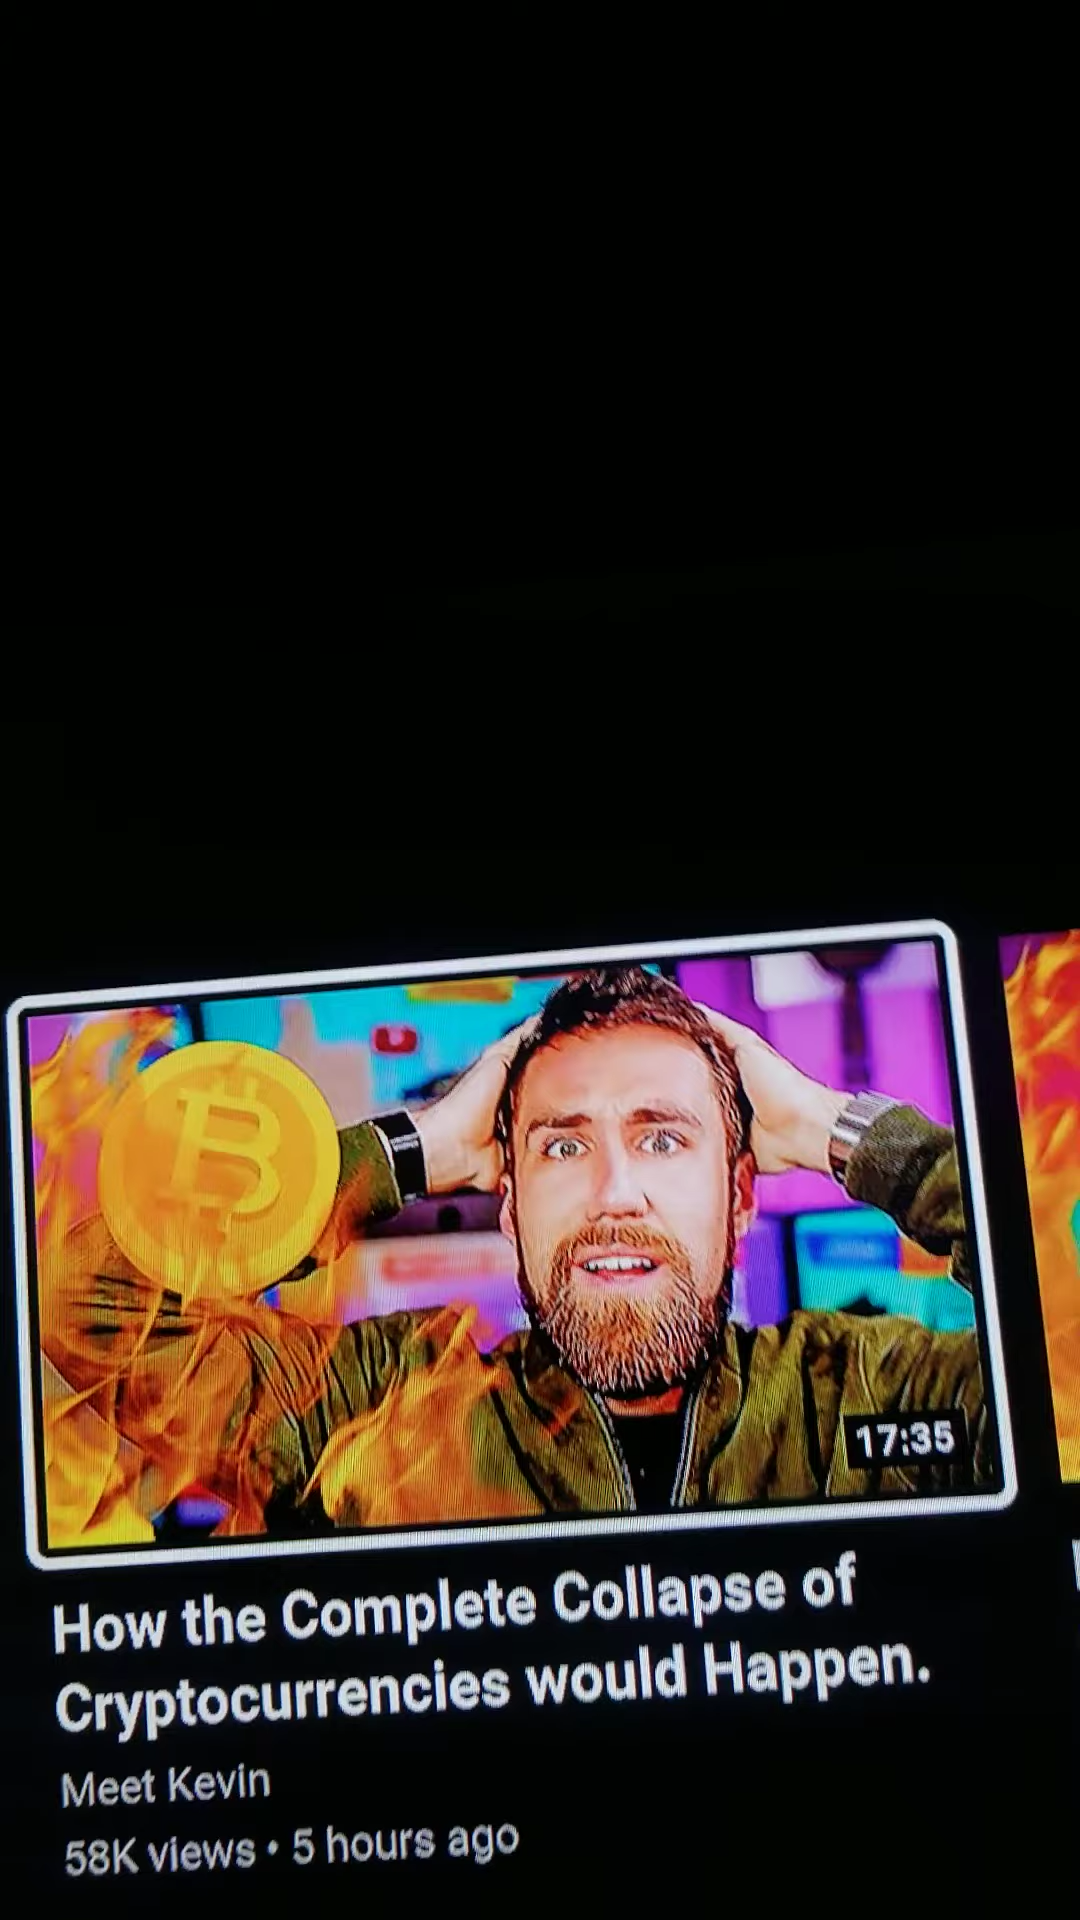 17:35
How the Complete Collapse of
Cryptocurrencies would Happen.
Meet Kevin
58K views • 5 hours ago